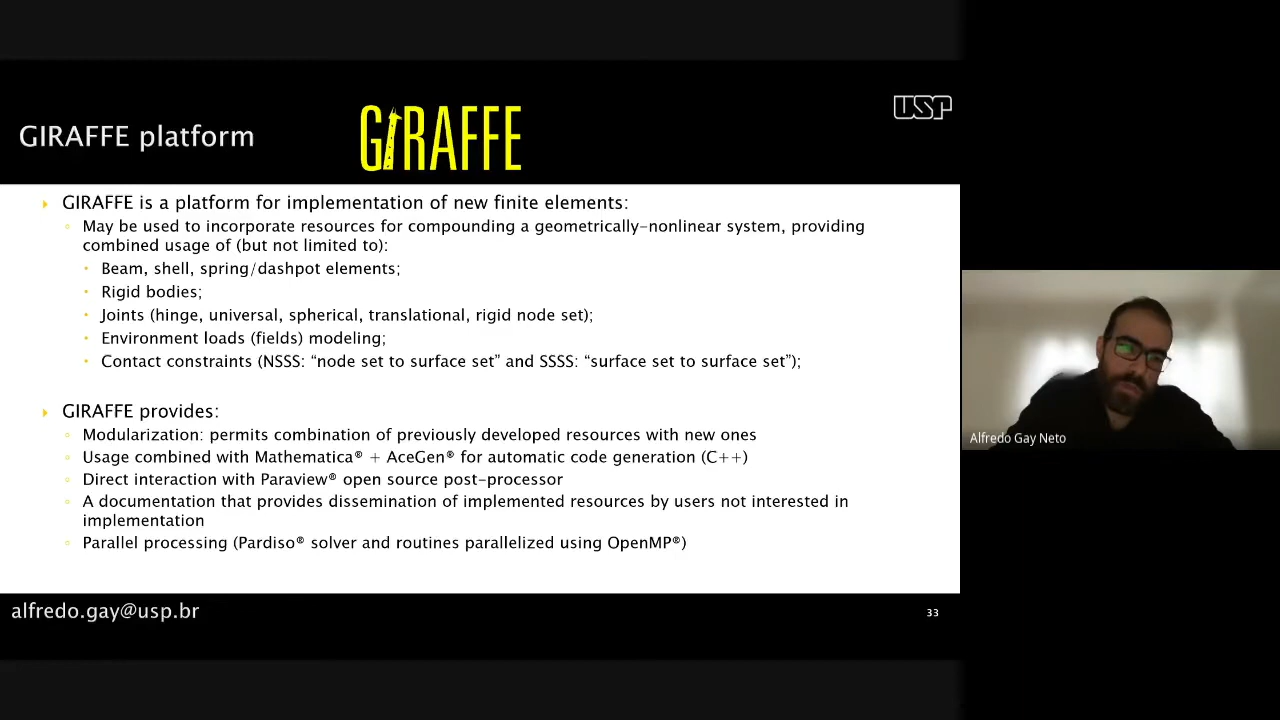 GIRAFFE platform
GIRAFFE
USP
GIRAFFE is a platform for implementation of new finite elements:
May be used to incorporate resources for compounding a geometrically-nonlinear system, providing
combined usage of (but not limited to):
Beam, shell, spring/dashpot elements;
Rigid bodies;
Joints (hinge, universal, spherical, translational, rigid node set);
Environment loads (fields) modeling;
Contact constraints (NSSS: “node set to surface set” and SSSS: “surface set to surface set”);
GIRAFFE provides:
Modularization: permits combination of previously developed resources with new ones
Usage combined with Mathematica® + AceGen® for automatic code generation (C++)
Direct interaction with Paraview® open source post-processor
A documentation that provides dissemination of implemented resources by users not interested in
implementation
Parallel processing (Pardiso® solver and routines parallelized using OpenMP®)
alfredo.gay@usp.br
33
Alfredo Gay Neto